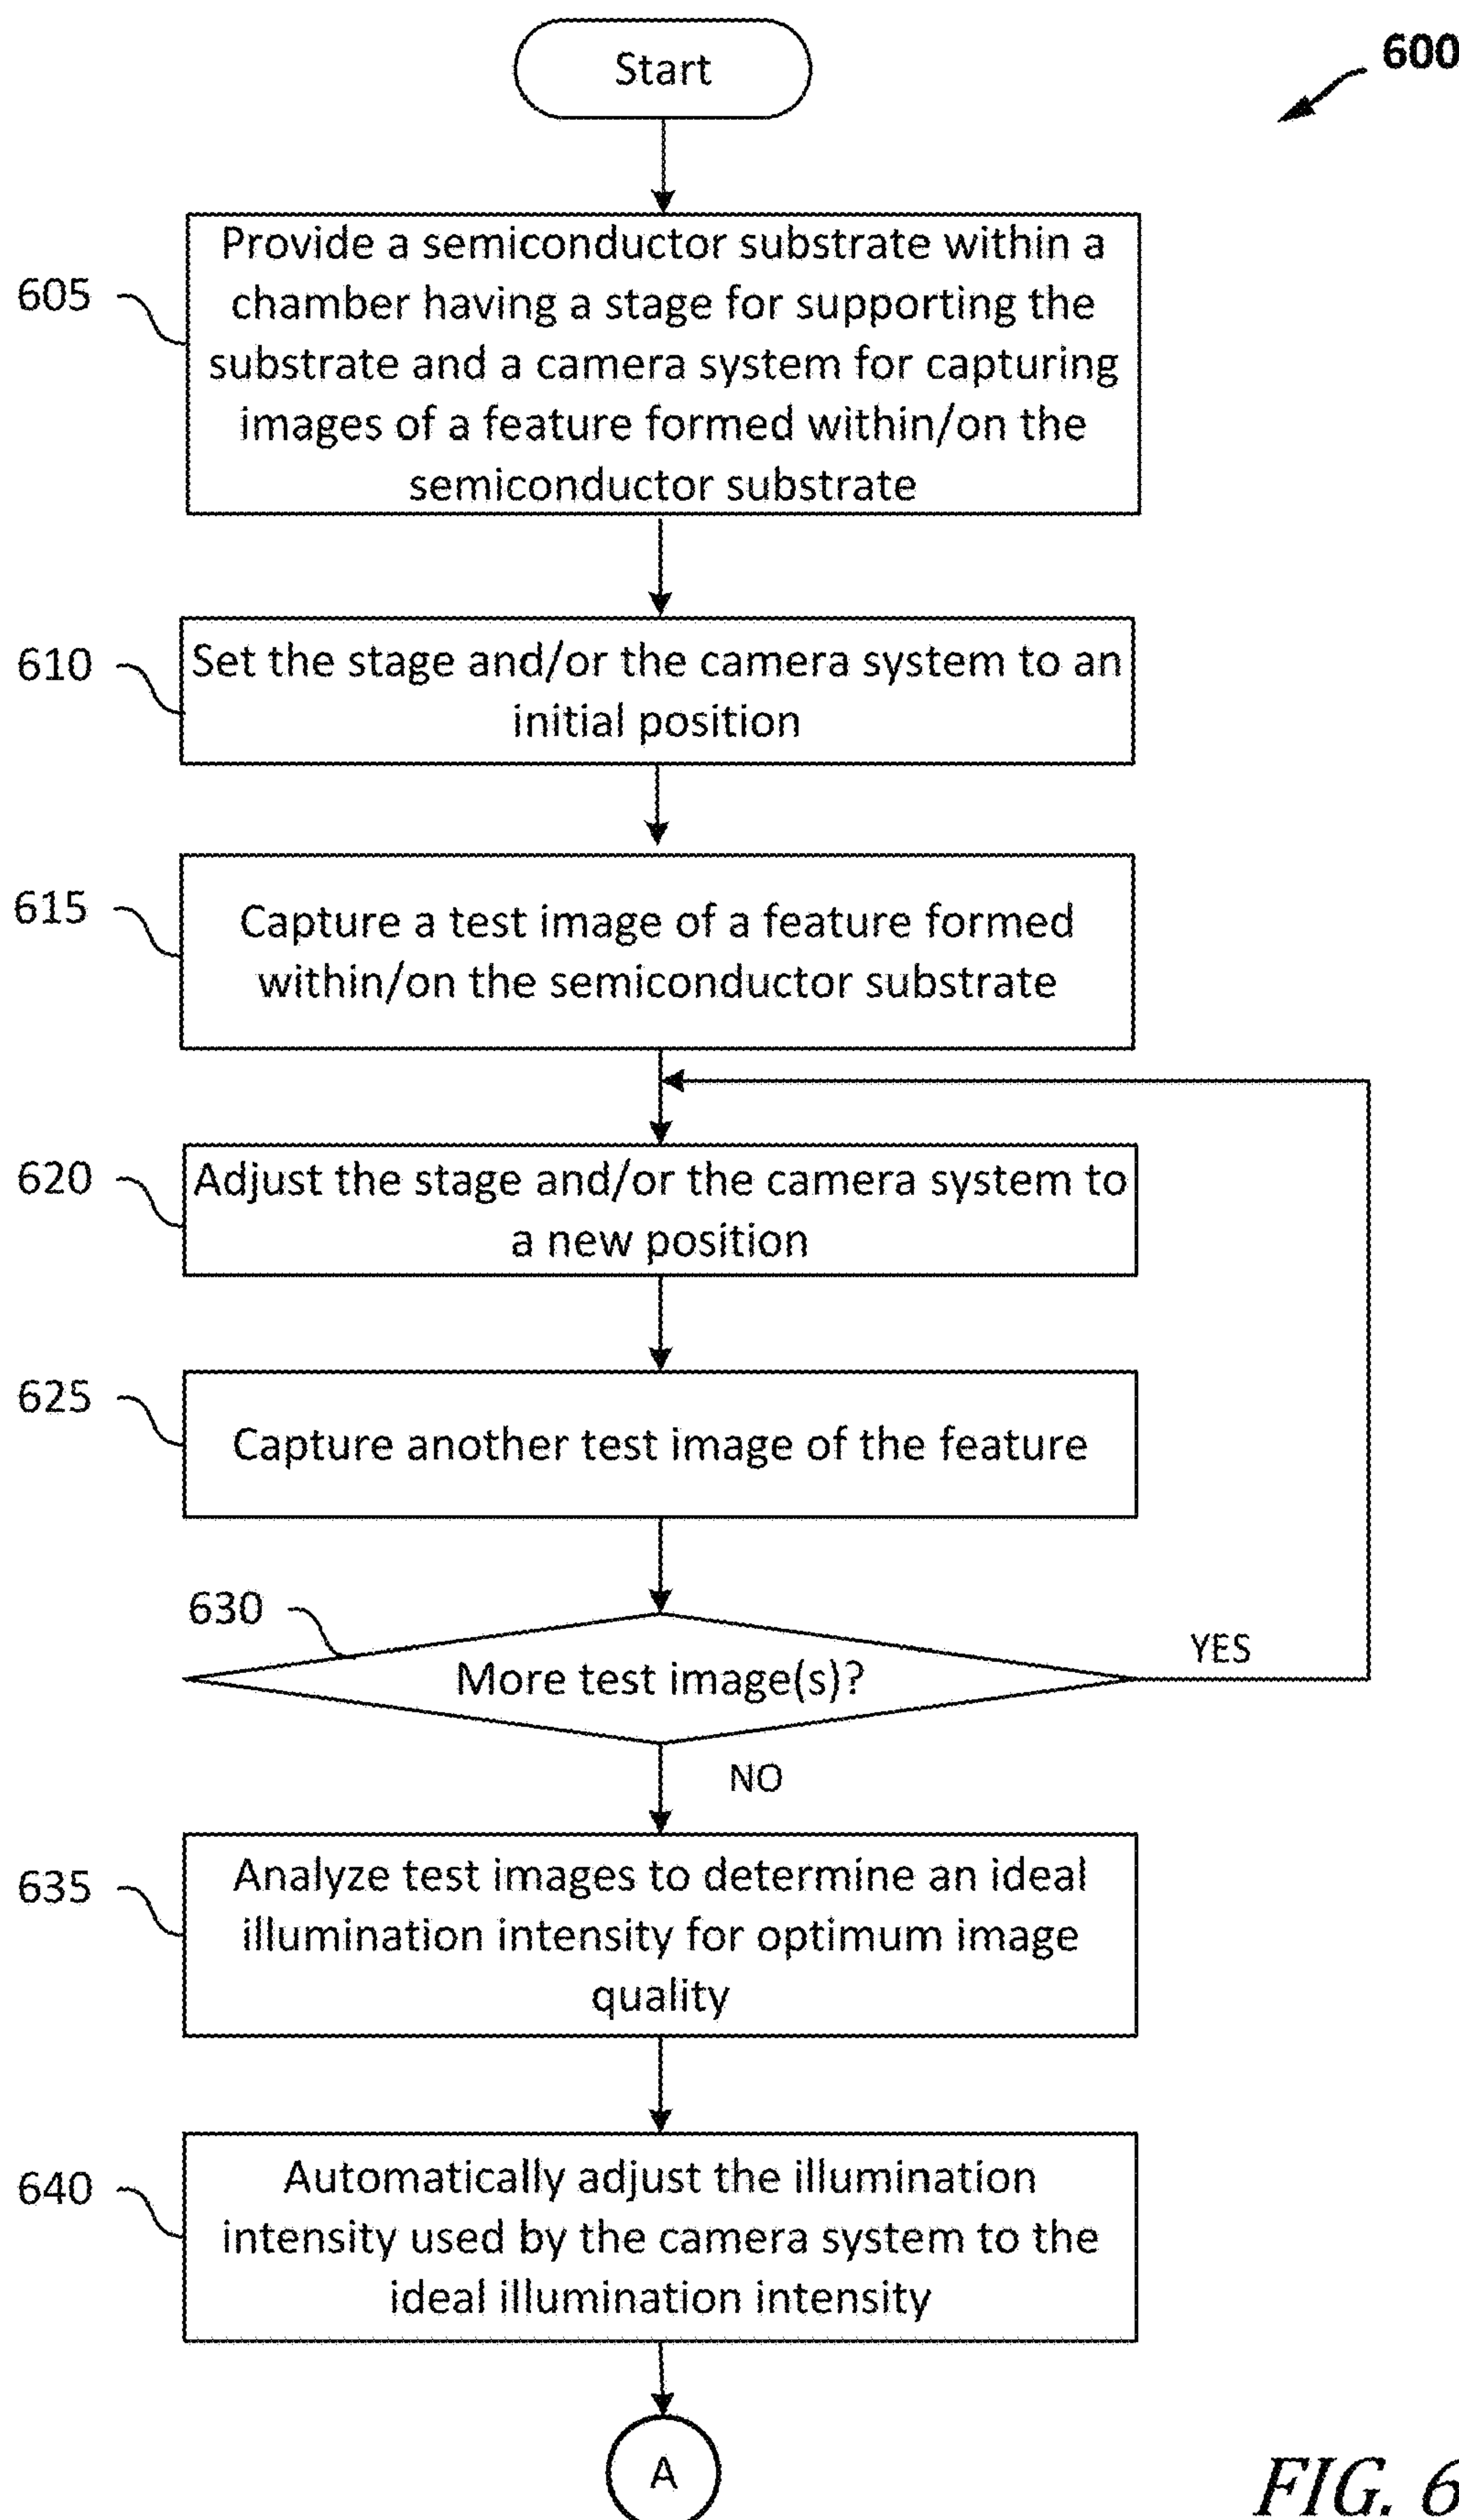 Start
600
605
Provide a semiconductor substrate within a
chamber having a stage for supporting the
substrate and a camera system for capturing
images of a feature formed within/on the
semiconductor substrate
610
Set the stage and/or the camera system to an
initial position
615
Capture a test image of a feature formed
within/on the semiconductor substrate
620
Adjust the stage and/or the camera system to
a new position
625
Capture another test image of the feature
630
More test image(s)?
YES
NO
635
Analyze test images to determine an ideal
illumination intensity for optimum image
quality
640
Automatically adjust the illumination
intensity used by the camera system to the
ideal illumination intensity
A
FIG. 6